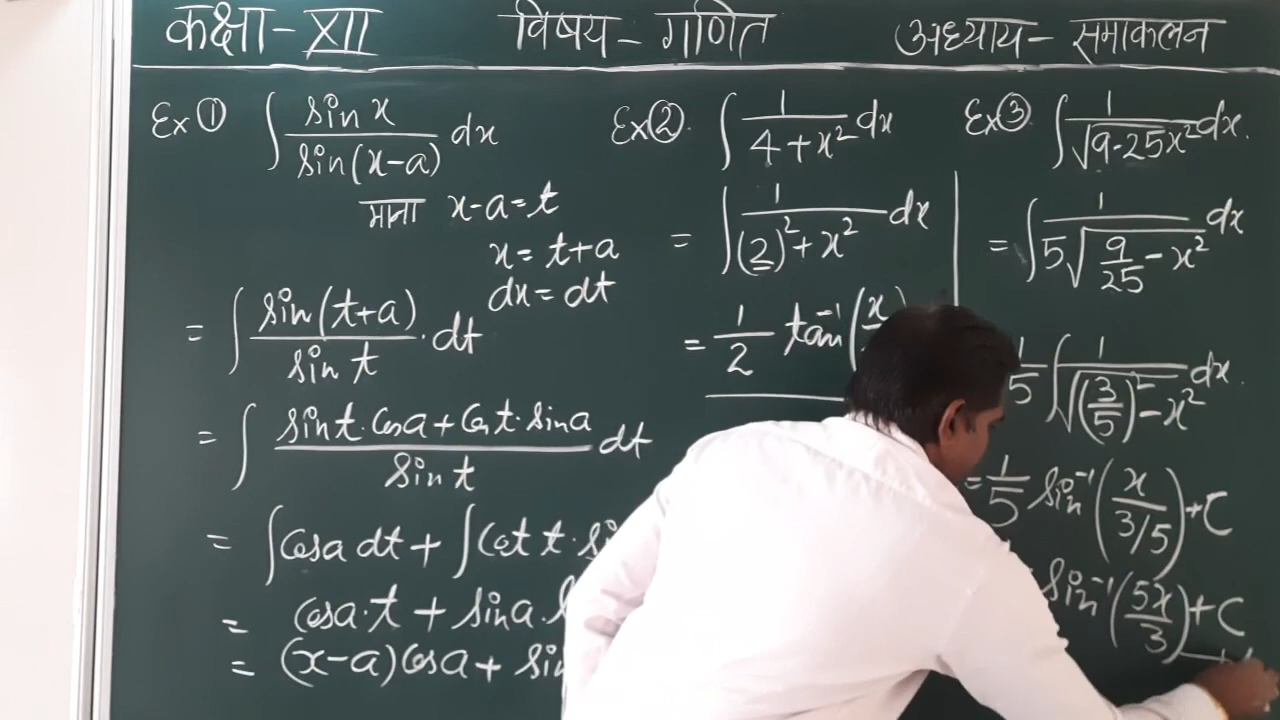 कक्षा - XII विषय - गणित अध्याय - समाकलन
Ex ① ∫ sin x / sin(x-a) dx
माना x-a=t
x = t+a
dx = dt
= ∫ sin(t+a) / sin t . dt
= ∫ sin t. cos a + cos t. sin a / sin t dt
= ∫ cos a dt + ∫ cot t.
= cos a. t + sin a.
= (x-a) cos a +
Ex ② ∫ 1 / 4+x² dx
= ∫ 1 / (2)²+x² dx
= 1/2 tan⁻¹(x
Ex ③ ∫ 1 / √9-25x² dx.
= ∫ 1 / 5√9/25 - x² dx
1/5 ∫ 1 / √(3/5)² - x² dx.
= 1/5 sin⁻¹(x / 3/5) + C
sin⁻¹(5x/3) + C